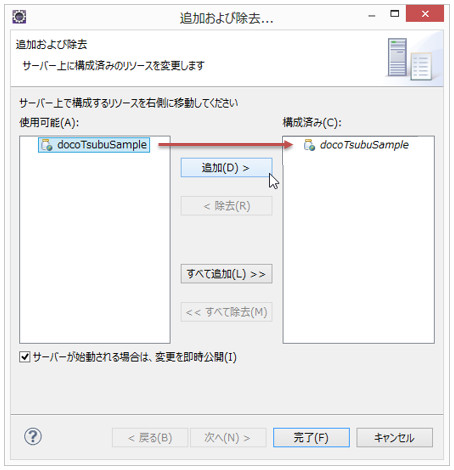 追加および除去...
追加および除去
サーバー上に構成済みのリソースを変更します
サーバー上で構成するリソースを右側に移動してください
使用可能(A):
構成済み(C):
docoTsubuSample
docoTsubuSample
追加(D) >
< 除去(R)
すべて追加(L) >>
<< すべて除去(M)
サーバーが始動される場合は、変更を即時公開(I)
?
< 戻る(B)
次へ(N) >
完了(F)
キャンセル